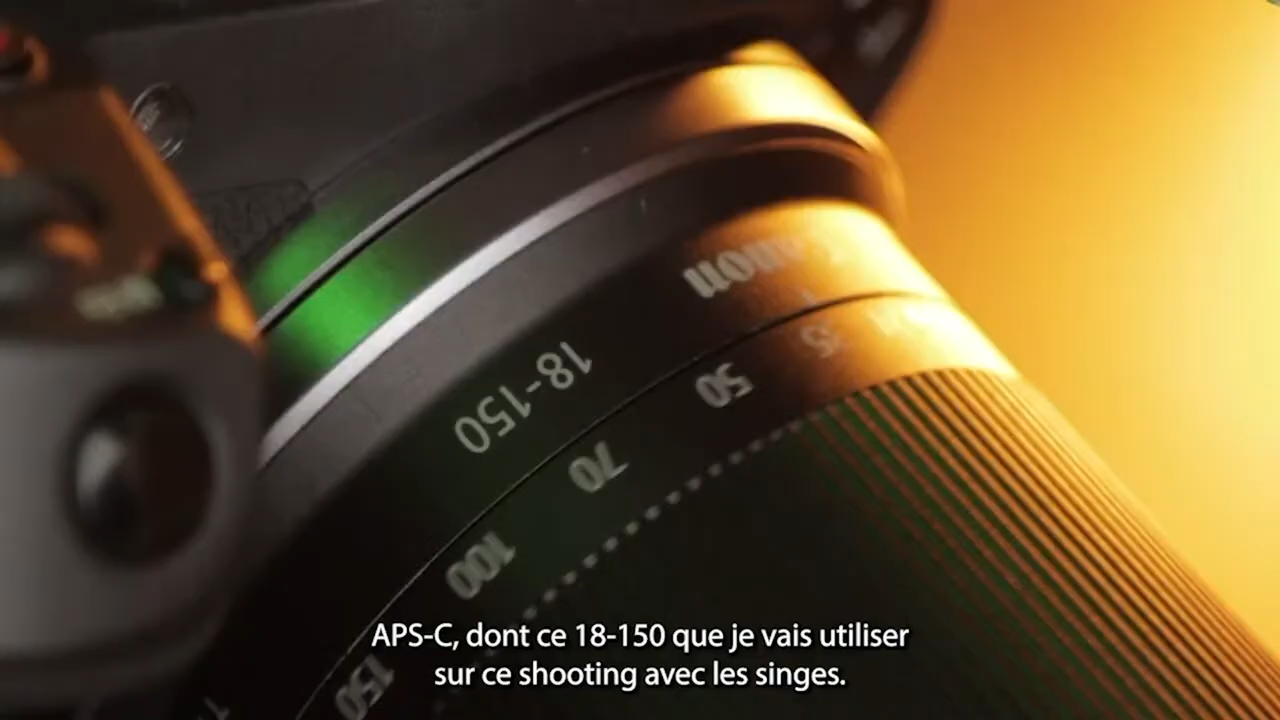 Canon
18-150
50
70
100
150
APS-C, dont ce 18-150 que je vais utiliser
sur ce shooting avec les singes.